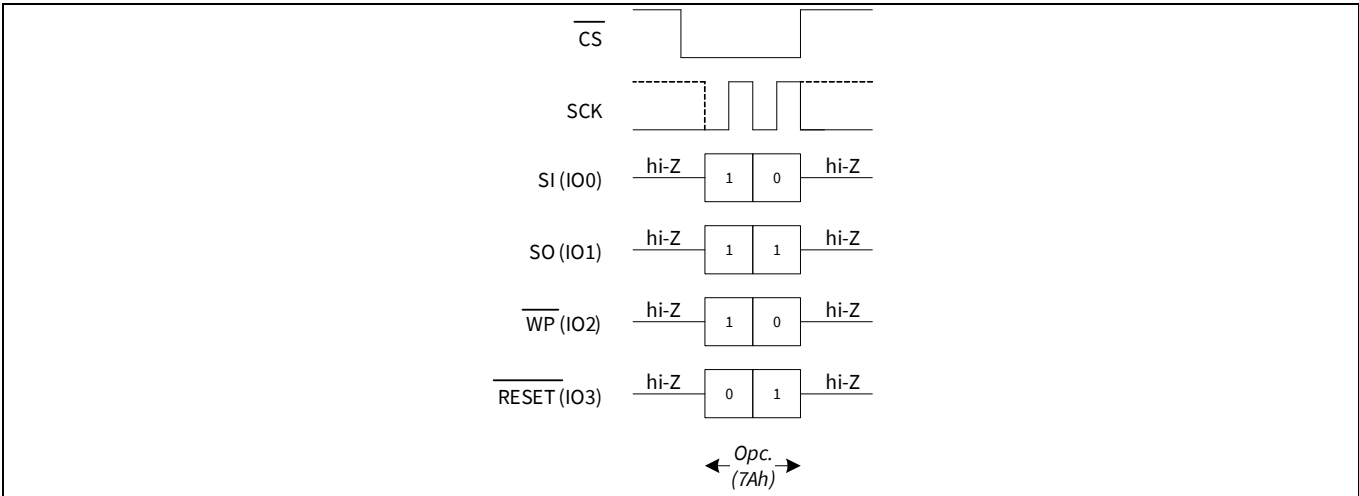 CS
SCK
hi-Z 1 0 hi-Z
SI (IO0)
hi-Z 1 1 hi-Z
SO (IO1)
hi-Z 1 0 hi-Z
WP (IO2)
hi-Z 0 1 hi-Z
RESET (IO3)
Opc.
(7Ah)